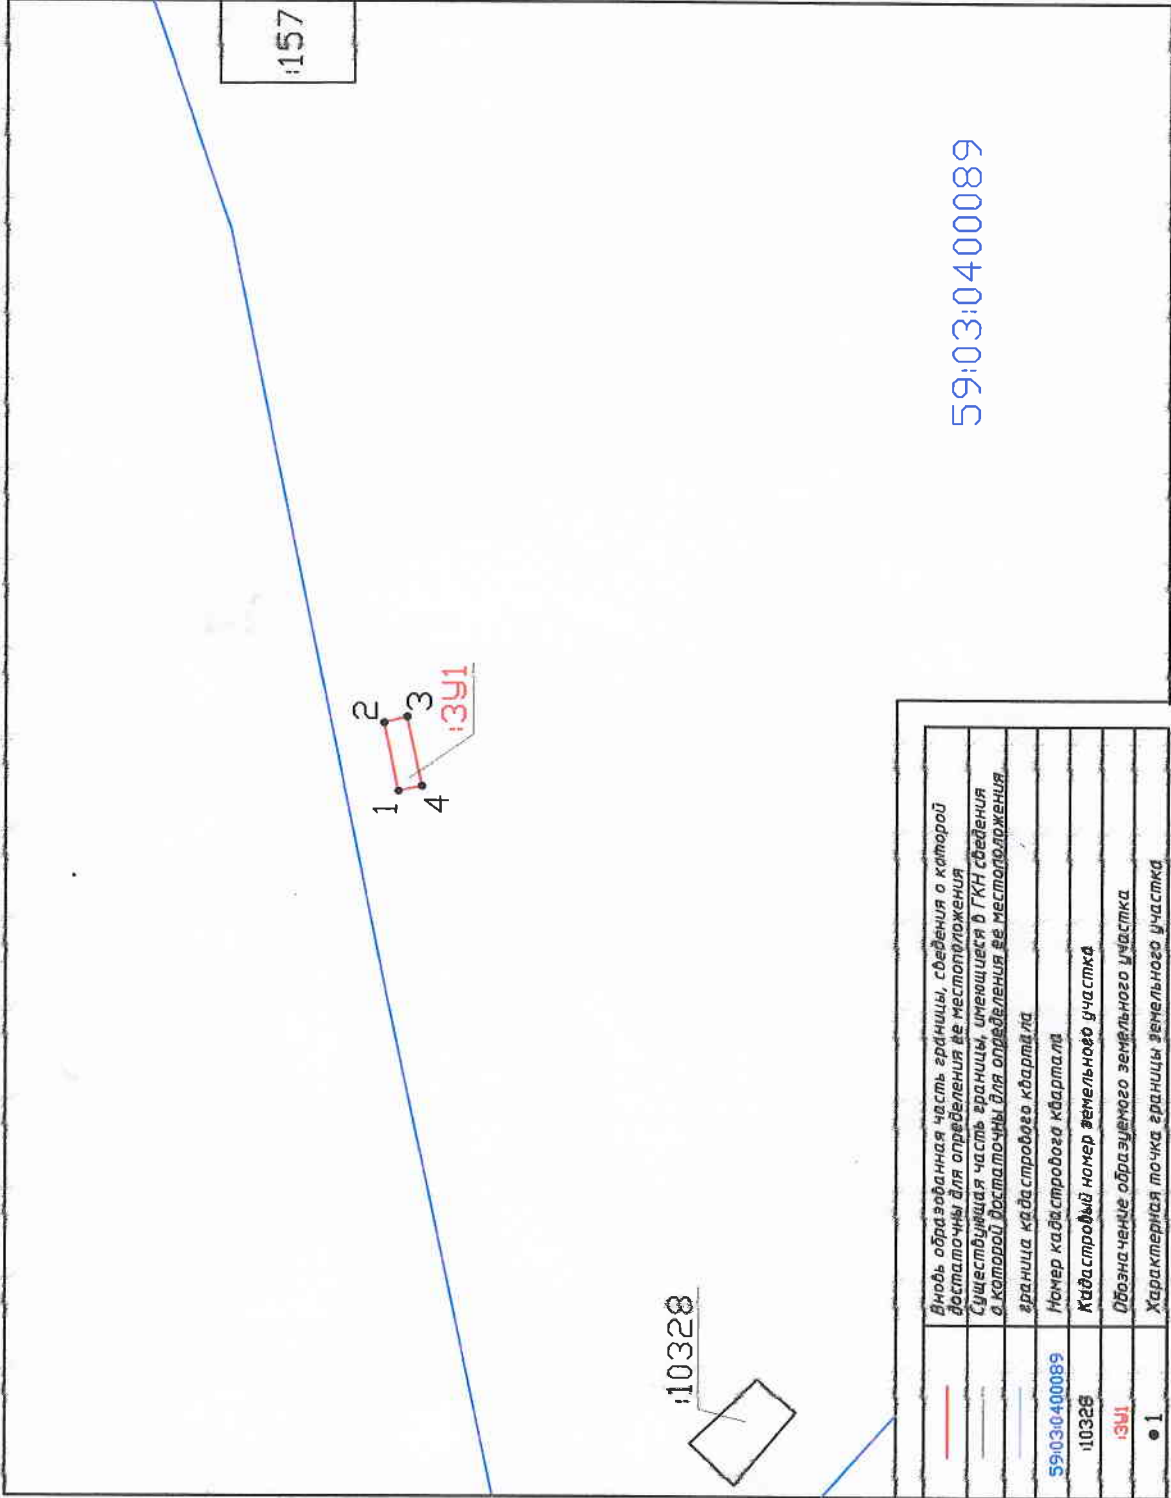 :157
2
3
1
4
:ЗУ1
59:03:0400089
:10328
Вновь образованная часть границы, сведения о которой
достаточны для определения ее местоположения
Существующая часть границы, имеющиеся в ГКН сведения
о которой достаточны для определения ее местоположения
граница кадастрового квартала
59:03:0400089 Номер кадастрового квартала
:10328 Кадастровый номер земельного участка
:ЗУ1 Обозначение образуемого земельного участка
1 Характерная точка границы земельного участка